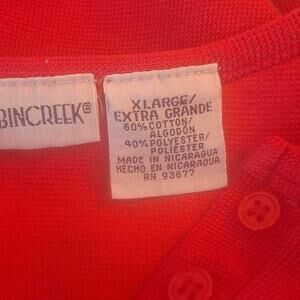 BINCREEK®
XLARGE/
EXTRA GRANDE
60% COTTON/
ALGODON
40% POLYESTER/
POLIESTER
MADE IN NICARAGUA
HECHO EN NICARAGUA
RN 93677